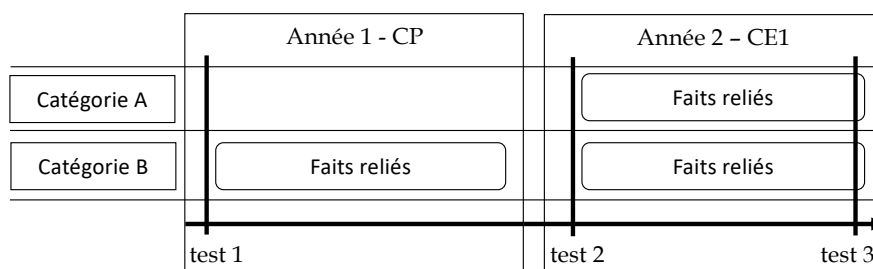 Année 1 - CP
Année 2 – CE1
Catégorie A
Faits reliés
Catégorie B
Faits reliés
Faits reliés
test 1
test 2
test 3